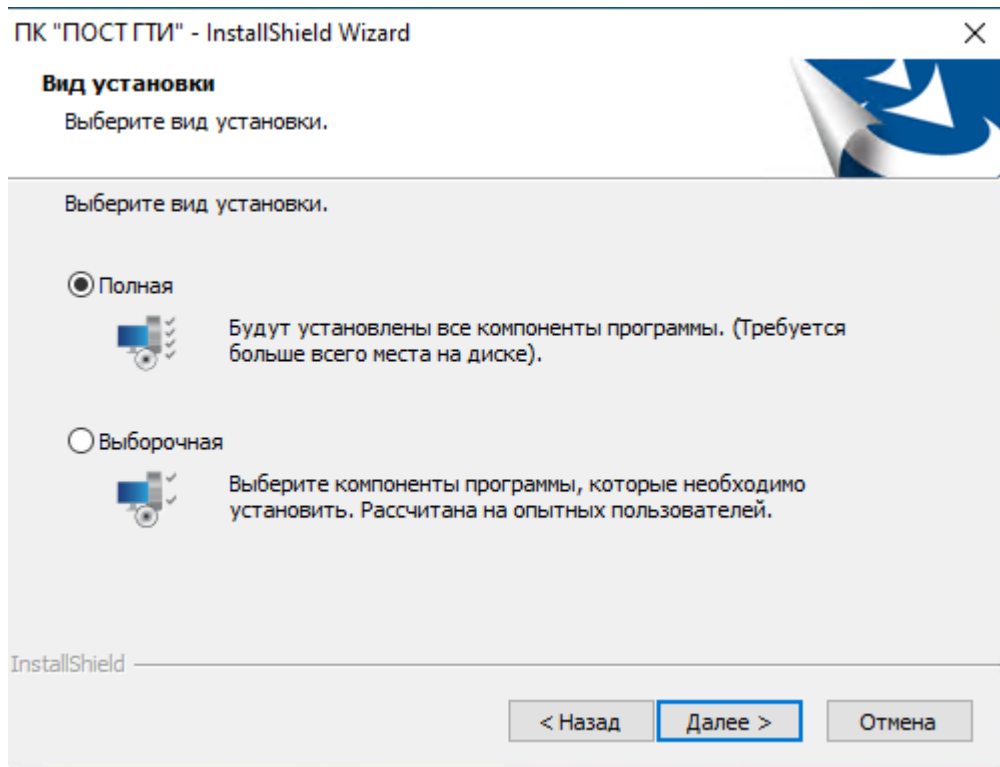 ПК "ПОСТ ГТИ" - InstallShield Wizard
Вид установки
Выберите вид установки.
Выберите вид установки.
Полная
Будут установлены все компоненты программы. (Требуется
больше всего места на диске).
Выборочная
Выберите компоненты программы, которые необходимо
установить. Рассчитана на опытных пользователей.
InstallShield
< Назад
Далее >
Отмена